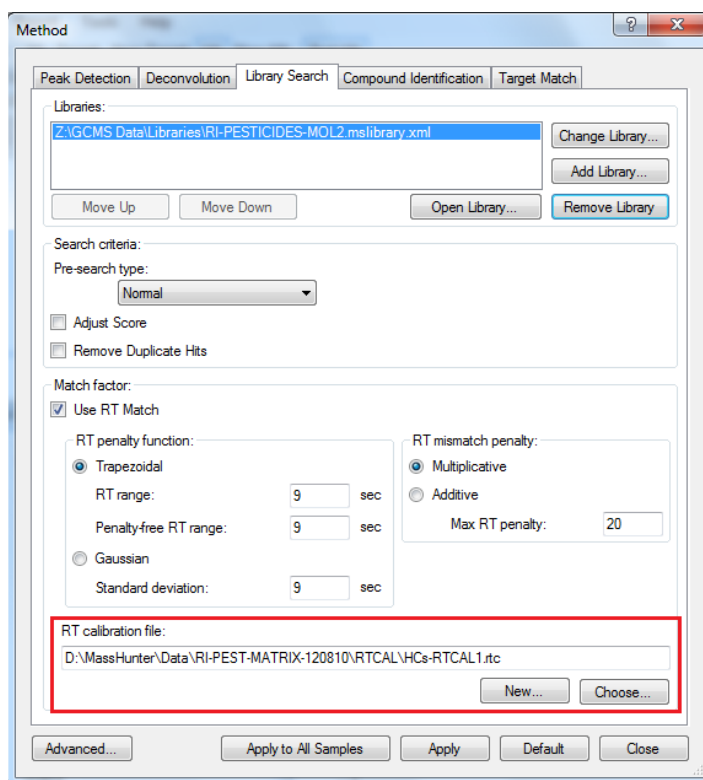 Method
Peak Detection Deconvolution Library Search Compound Identification Target Match
Libraries:
Z:\GCMS Data\Libraries\RI-PESTICIDES-MOL2.mslibrary.xml
Change Library...
Add Library...
Move Up Move Down Open Library... Remove Library
Search criteria:
Pre-search type:
Normal
Adjust Score
Remove Duplicate Hits
Match factor:
Use RT Match
RT penalty function:
Trapezoidal
RT range: 9 sec
Penalty-free RT range: 9 sec
Gaussian
Standard deviation: 9 sec
RT mismatch penalty:
Multiplicative
Additive
Max RT penalty: 20
RT calibration file:
D:\MassHunter\Data\RI-PEST-MATRIX-120810\RTCAL\HCs-RTCAL1.rtc
New... Choose...
Advanced... Apply to All Samples Apply Default Close